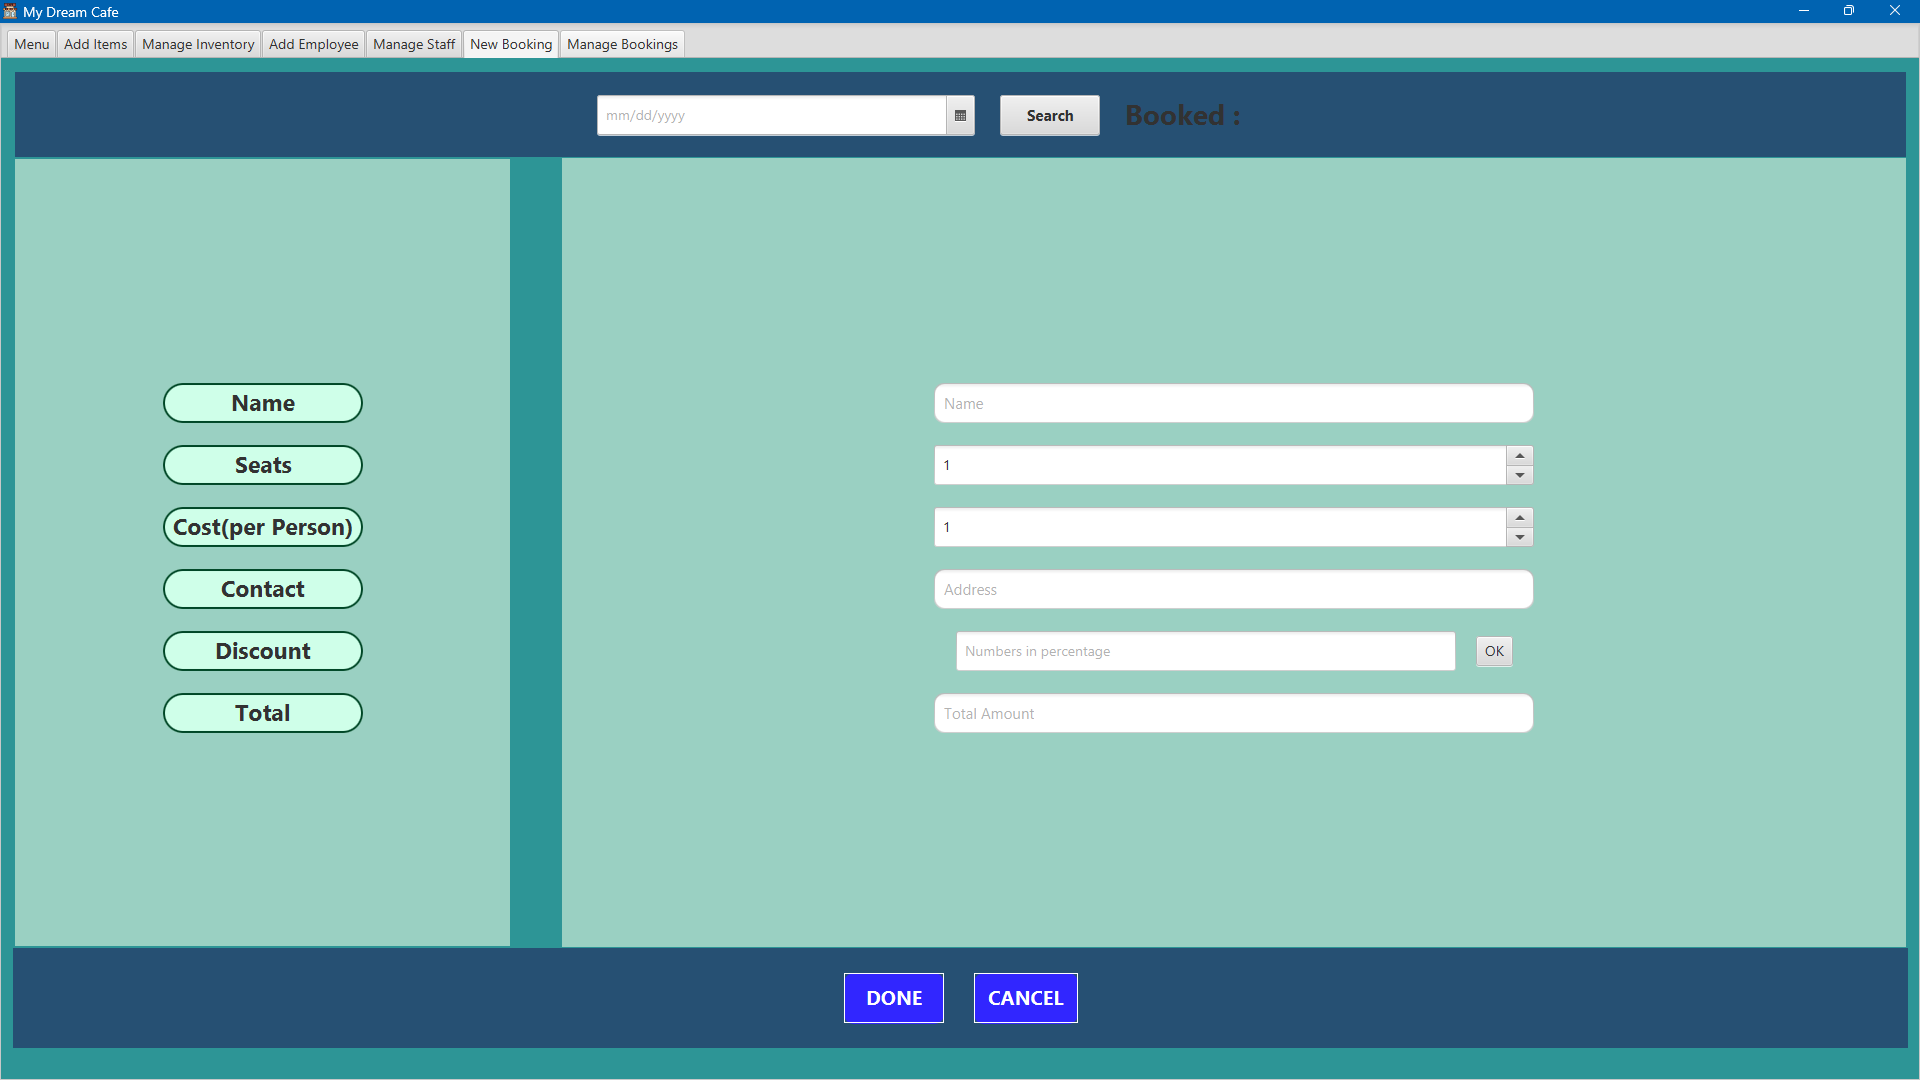 My Dream Cafe
Menu Add Items Manage Inventory Add Employee Manage Staff New Booking Manage Bookings
mm/dd/yyyy Search Booked :
Name Name
Seats 1
Cost(per Person) 1
Contact Address
Discount Numbers in percentage OK
Total Total Amount
DONE CANCEL